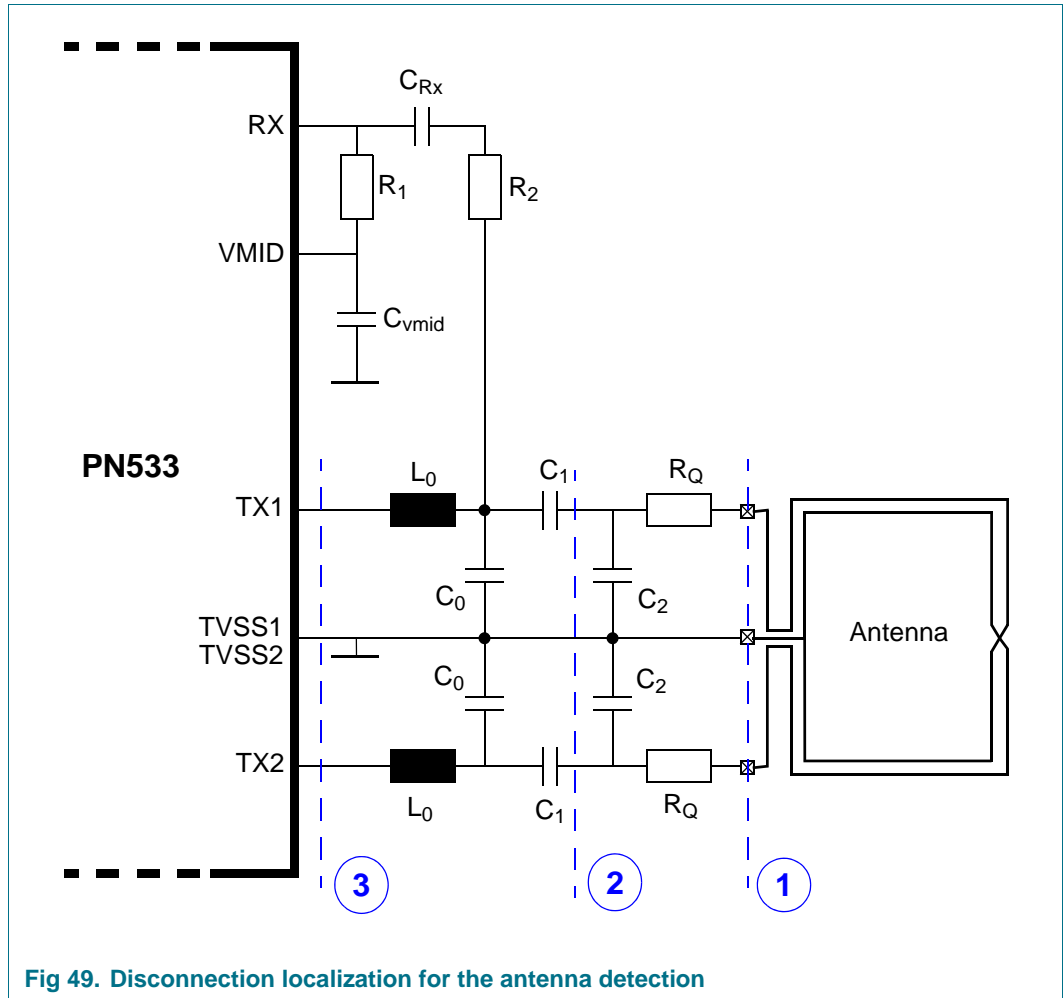 C_Rx
RX
R_1
R_2
VMID
C_vmid
PN533
L_0
C_1
R_Q
TX1
C_0
C_2
TVSS1
TVSS2
Antenna
C_0
C_2
TX2
L_0
C_1
R_Q
3
2
1
Fig 49. Disconnection localization for the antenna detection